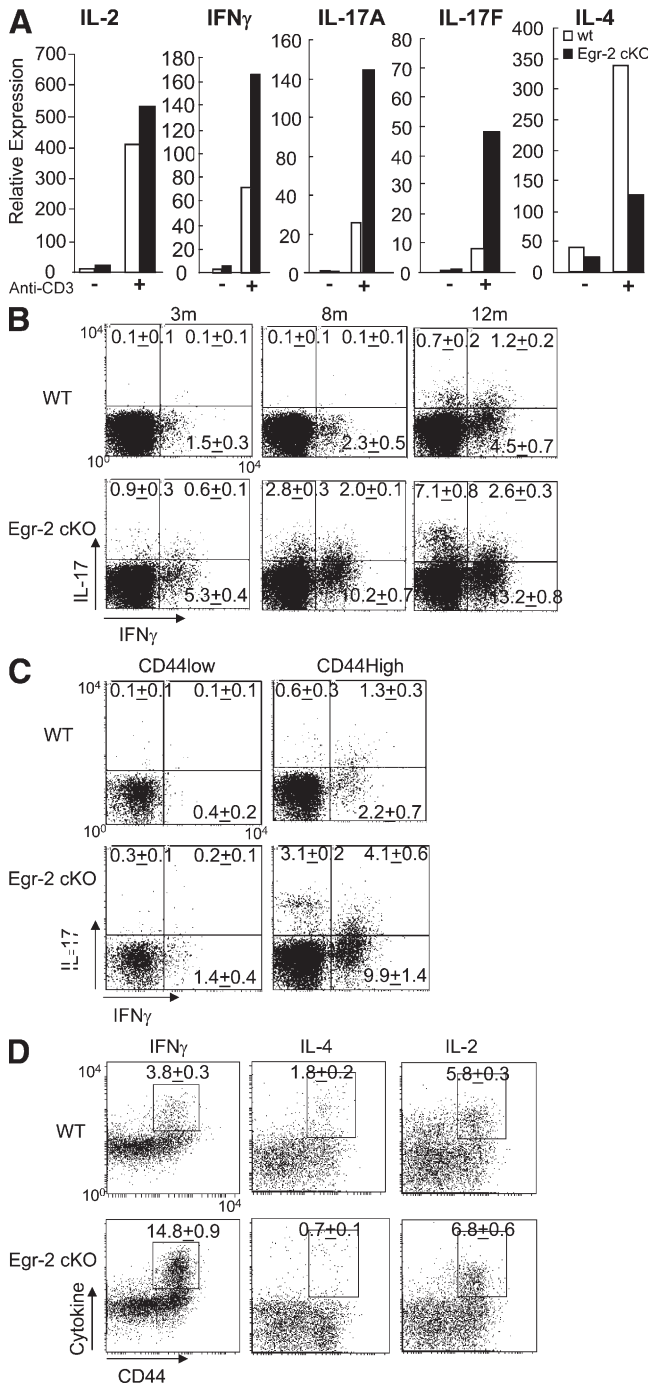 A
IL-2 IFNγ IL-17A IL-17F IL-4
wt
Egr-2 cKO
Relative Expression
700 600 500 400 300 200 100 0
180 160 140 120 100 80 60 40 20 0
160 140 120 100 60 40 20 0
80 70 60 50 40 30 20 10 0
400 350 300 250 200 150 100 50 0
Anti-CD3 - + - + - + - + - +
B
3m 8m 12m
WT
10⁴
0.1±0.1 0.1±0.1 0.1±0.1 0.1±0.1 0.7±0.2 1.2±0.2
1.5±0.3 2.3±0.5 4.5±0.7
10⁰ 10⁴
Egr-2 cKO
0.9±0.3 0.6±0.1 2.8±0.3 2.0±0.1 7.1±0.8 2.6±0.3
5.3±0.4 10.2±0.7 13.2±0.8
IL-17
IFNγ
C
CD44low CD44High
WT
10⁴
0.1±0.1 0.1±0.1 0.6±0.3 1.3±0.3
0.4±0.2 2.2±0.7
10⁰ 10⁴
Egr-2 cKO
0.3±0.1 0.2±0.1 3.1±0.2 4.1±0.6
1.4±0.4 9.9±1.4
IL-17
IFNγ
D
IFNγ IL-4 IL-2
WT
10⁴
3.8±0.3 1.8±0.2 5.8±0.3
10⁰ 10⁴
Egr-2 cKO
14.8±0.9 0.7±0.1 6.8±0.6
Cytokine
CD44